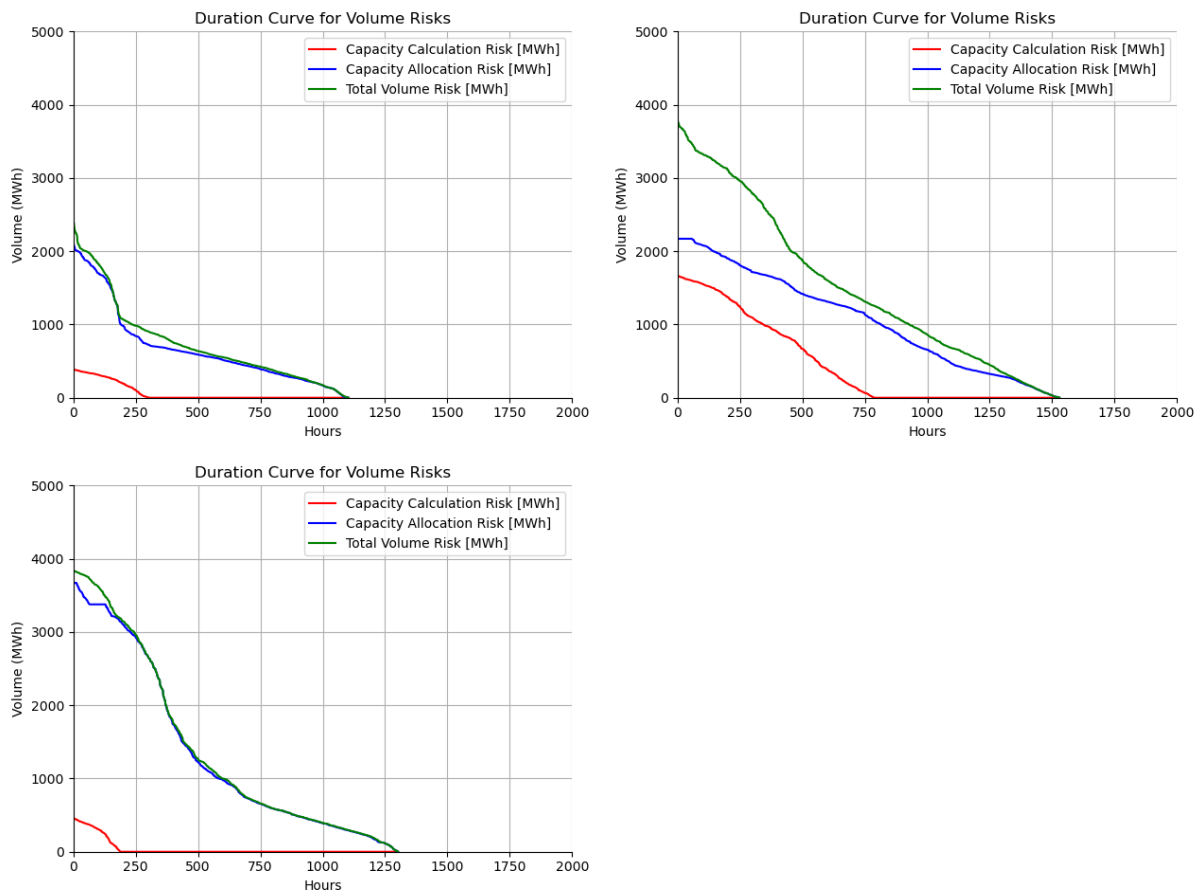 Duration Curve for Volume Risks
5000
4000
3000
2000
1000
0
Volume (MWh)
Capacity Calculation Risk [MWh]
Capacity Allocation Risk [MWh]
Total Volume Risk [MWh]
0 250 500 750 1000 1250 1500 1750 2000
Hours
Duration Curve for Volume Risks
5000
4000
3000
2000
1000
0
Volume (MWh)
Capacity Calculation Risk [MWh]
Capacity Allocation Risk [MWh]
Total Volume Risk [MWh]
0 250 500 750 1000 1250 1500 1750 2000
Hours
Duration Curve for Volume Risks
5000
4000
3000
2000
1000
0
Volume (MWh)
Capacity Calculation Risk [MWh]
Capacity Allocation Risk [MWh]
Total Volume Risk [MWh]
0 250 500 750 1000 1250 1500 1750 2000
Hours